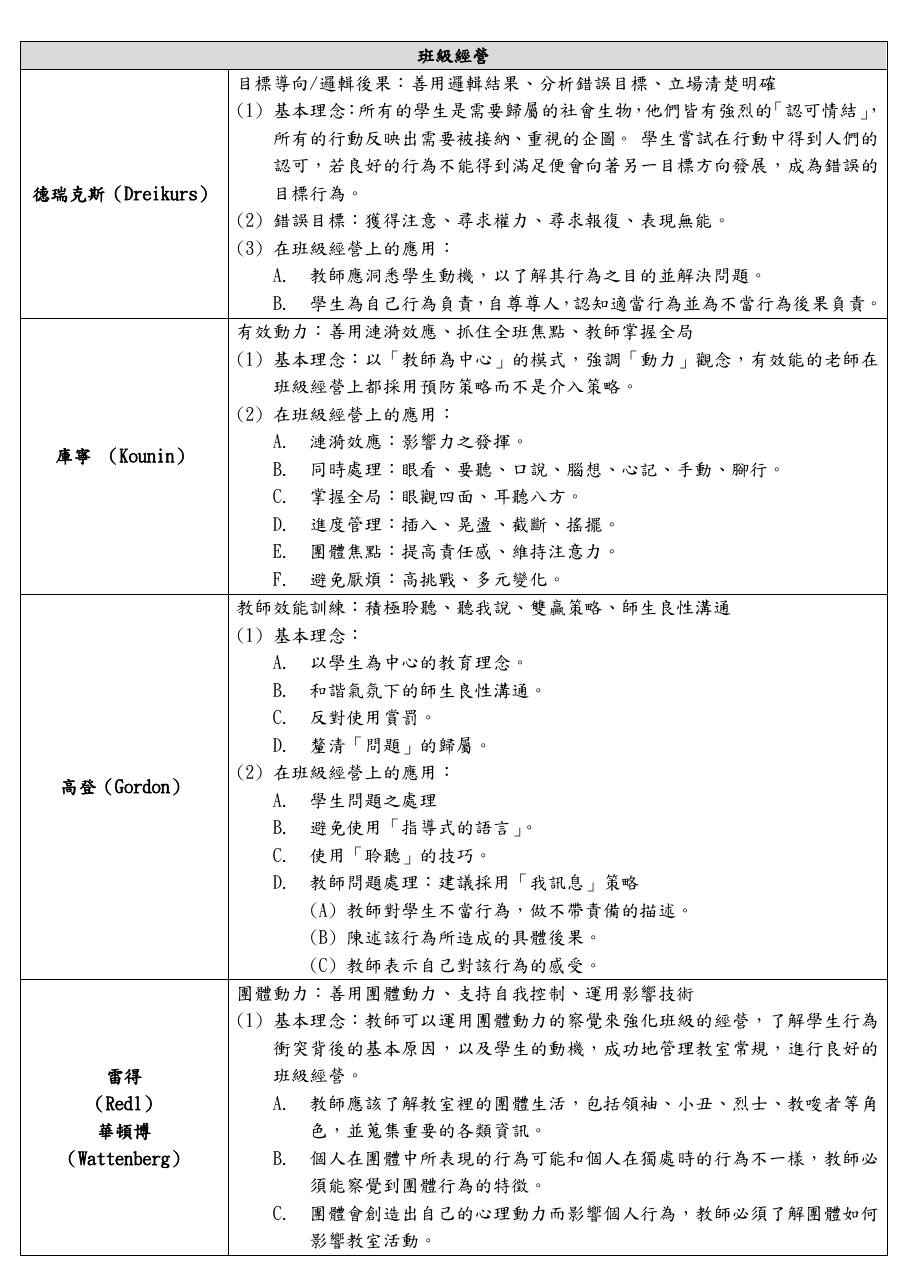 班級經營
德瑞克斯（Dreikurs）
目標導向/邏輯後果：善用邏輯結果、分析錯誤目標、立場清楚明確
(1) 基本理念：所有的學生是需要歸屬的社會生物，他們皆有強烈的「認可情結」，
所有的行動反映出需要被接納、重視的企圖。 學生嘗試在行動中得到人們的
認可，若良好的行為不能得到滿足便會向著另一目標方向發展，成為錯誤的
目標行為。
(2) 錯誤目標：獲得注意、尋求權力、尋求報復、表現無能。
(3) 在班級經營上的應用：
A. 教師應洞悉學生動機，以了解其行為之目的並解決問題。
B. 學生為自己行為負責，自尊尊人，認知適當行為並為不當行為後果負責。
庫寧 （Kounin）
有效動力：善用漣漪效應、抓住全班焦點、教師掌握全局
(1) 基本理念：以「教師為中心」的模式，強調「動力」觀念，有效能的老師在
班級經營上都採用預防策略而不是介入策略。
(2) 在班級經營上的應用：
A. 漣漪效應：影響力之發揮。
B. 同時處理：眼看、要聽、口說、腦想、心記、手動、腳行。
C. 掌握全局：眼觀四面、耳聽八方。
D. 進度管理：插入、晃盪、截斷、搖擺。
E. 團體焦點：提高責任感、維持注意力。
F. 避免厭煩：高挑戰、多元變化。
高登（Gordon）
教師效能訓練：積極聆聽、聽我說、雙贏策略、師生良性溝通
(1) 基本理念：
A. 以學生為中心的教育理念。
B. 和諧氣氛下的師生良性溝通。
C. 反對使用賞罰。
D. 釐清「問題」的歸屬。
(2) 在班級經營上的應用：
A. 學生問題之處理
B. 避免使用「指導式的語言」。
C. 使用「聆聽」的技巧。
D. 教師問題處理：建議採用「我訊息」策略
(A) 教師對學生不當行為，做不帶責備的描述。
(B) 陳述該行為所造成的具體後果。
(C) 教師表示自己對該行為的感受。
雷得
（Redl）
華頓博
（Wattenberg）
團體動力：善用團體動力、支持自我控制、運用影響技術
(1) 基本理念：教師可以運用團體動力的察覺來強化班級的經營，了解學生行為
衝突背後的基本原因，以及學生的動機，成功地管理教室常規，進行良好的
班級經營。
A. 教師應該了解教室裡的團體生活，包括領袖、小丑、烈士、教唆者等角
色，並蒐集重要的各類資訊。
B. 個人在團體中所表現的行為可能和個人在獨處時的行為不一樣，教師必
須能察覺到團體行為的特徵。
C. 團體會創造出自己的心理動力而影響個人行為，教師必須了解團體如何
影響教室活動。